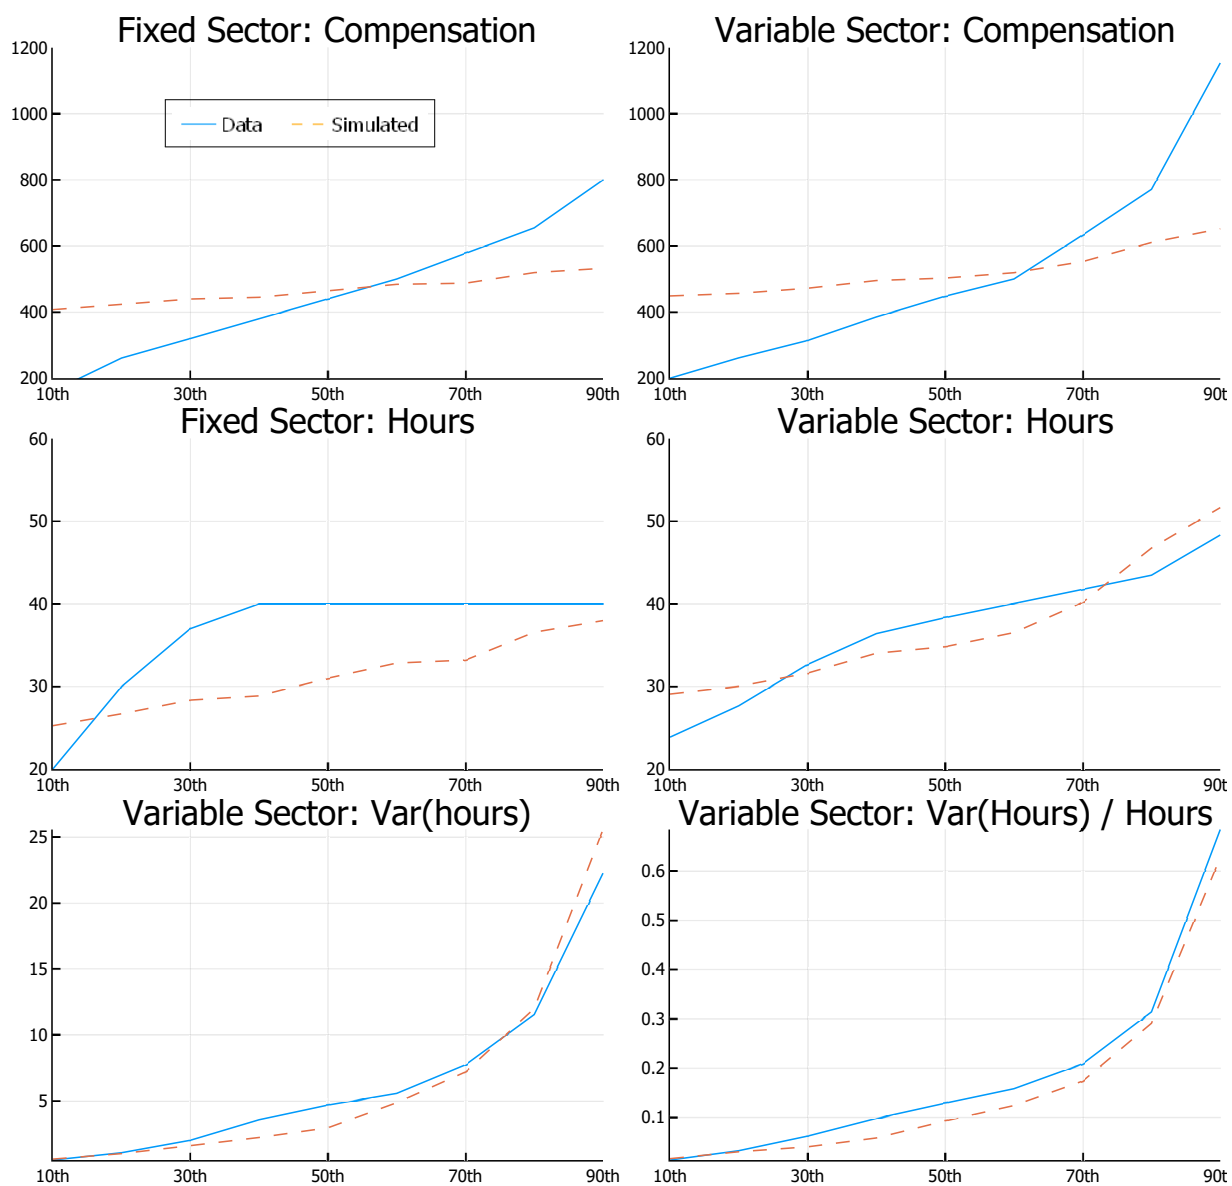 Fixed Sector: Compensation
1200
1000
800
600
400
200
10th 30th 50th 70th 90th
Data Simulated
Variable Sector: Compensation
1200
1000
800
600
400
200
10th 30th 50th 70th 90t
Fixed Sector: Hours
60
50
40
30
20
10th 30th 50th 70th 90th
Variable Sector: Hours
60
50
40
30
20
10th 30th 50th 70th 90t
Variable Sector: Var(hours)
25
20
15
10
5
10th 30th 50th 70th 90th
Variable Sector: Var(Hours) / Hours
0.6
0.5
0.4
0.3
0.2
0.1
10th 30th 50th 70th 90t